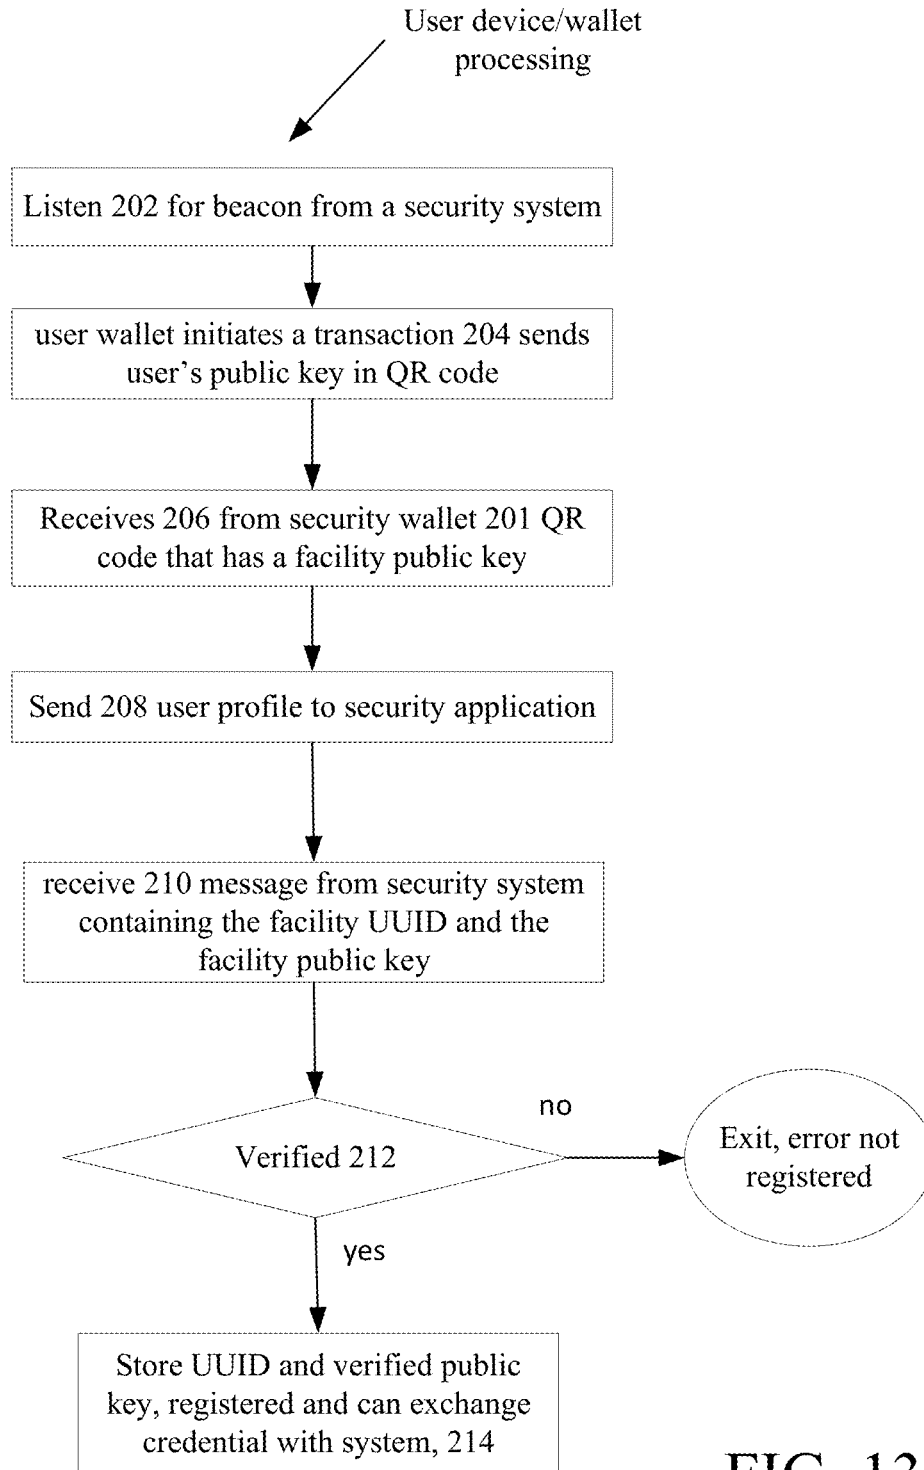 User device/wallet
processing
Listen 202 for beacon from a security system
user wallet initiates a transaction 204 sends
user’s public key in QR code
Receives 206 from security wallet 201 QR
code that has a facility public key
Send 208 user profile to security application
receive 210 message from security system
containing the facility UUID and the
facility public key
Verified 212
no
Exit, error not
registered
yes
Store UUID and verified public
key, registered and can exchange
credential with system, 214
FIG. 13